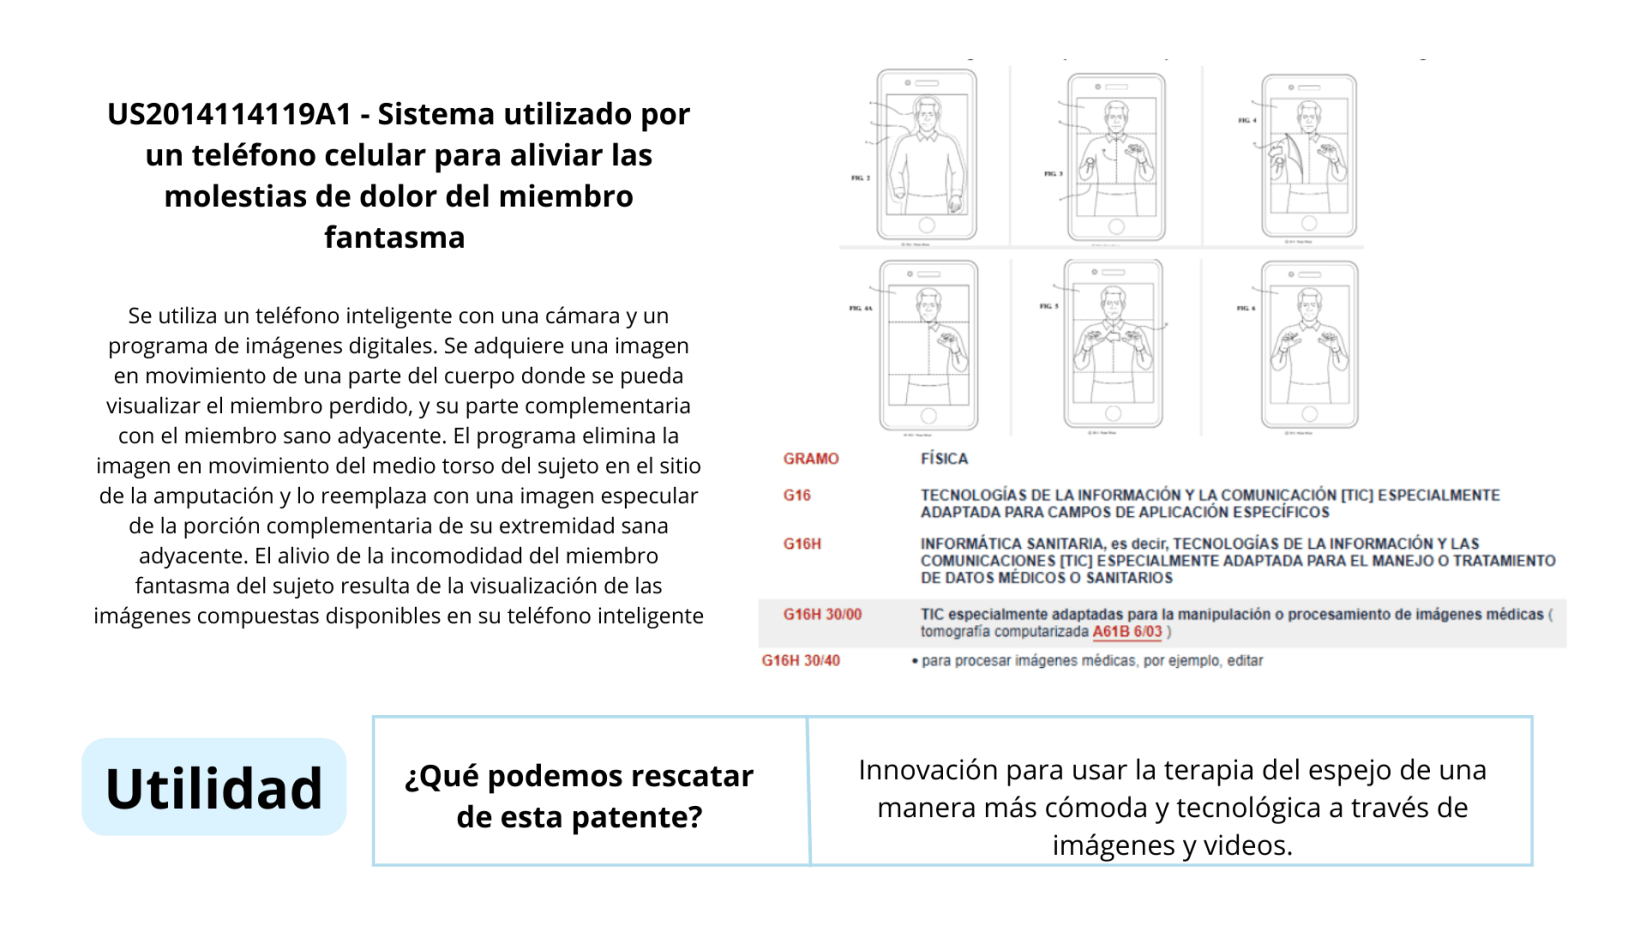 US2014114119A1 - Sistema utilizado por
un teléfono celular para aliviar las
molestias de dolor del miembro
fantasma
Se utiliza un teléfono inteligente con una cámara y un
programa de imágenes digitales. Se adquiere una imagen
en movimiento de una parte del cuerpo donde se pueda
visualizar el miembro perdido, y su parte complementaria
con el miembro sano adyacente. El programa elimina la
imagen en movimiento del medio torso del sujeto en el sitio
de la amputación y lo reemplaza con una imagen especular
de la porción complementaria de su extremidad sana
adyacente. El alivio de la incomodidad del miembro
fantasma del sujeto resulta de la visualización de las
imágenes compuestas disponibles en su teléfono inteligente
FIG. 2
FIG. 3
FIG. 4
FIG. 4A
FIG. 5
FIG. 6
GRAMO FÍSICA
G16 TECNOLOGÍAS DE LA INFORMACIÓN Y LA COMUNICACIÓN [TIC] ESPECIALMENTE
ADAPTADA PARA CAMPOS DE APLICACIÓN ESPECÍFICOS
G16H INFORMÁTICA SANITARIA, es decir, TECNOLOGÍAS DE LA INFORMACIÓN Y LAS
COMUNICACIONES [TIC] ESPECIALMENTE ADAPTADA PARA EL MANEJO O TRATAMIENTO
DE DATOS MÉDICOS O SANITARIOS
G16H 30/00 TIC especialmente adaptadas para la manipulación o procesamiento de imágenes médicas (
tomografía computarizada A61B 6/03 )
G16H 30/40 • para procesar imágenes médicas, por ejemplo, editar
Utilidad
¿Qué podemos rescatar
de esta patente?
Innovación para usar la terapia del espejo de una
manera más cómoda y tecnológica a través de
imágenes y videos.